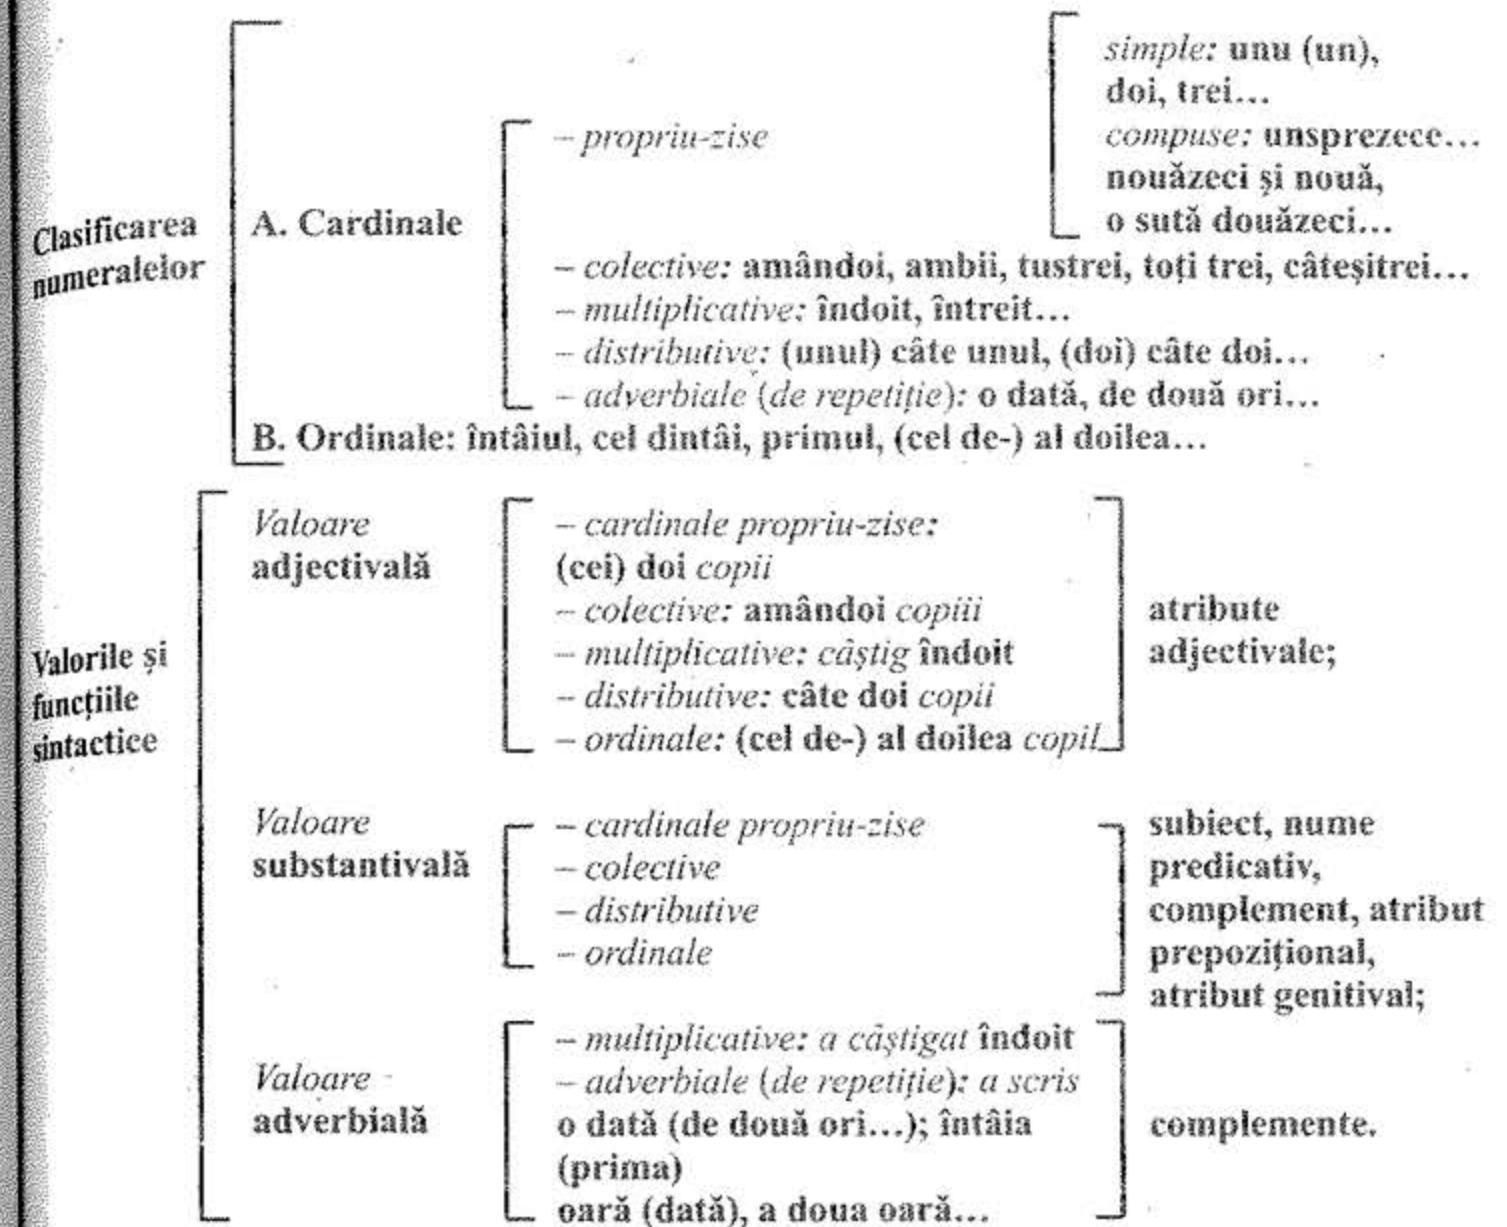 simple: unu (un),
doi, trei...
– propriu-zise
compuse: unsprezece...
nouăzeci și nouă,
Clasificarea
numeralelor
A. Cardinale
o sută douăzeci...
– colective: amândoi, ambii, tustrei, toți trei, câteșitrei...
– multiplicative: îndoit, întreit...
– distributive: (unul) câte unul, (doi) câte doi...
– adverbiale (de repetiție): o dată, de două ori...
B. Ordinale: întâiul, cel dintâi, primul, (cel de-) al doilea...
Valorile și
funcțiile
sintactice
Valoare
adjectivală
– cardinale propriu-zise:
(cei) doi copii
– colective: amândoi copiii
– multiplicative: câștig îndoit
– distributive: câte doi copii
– ordinale: (cel de-) al doilea copil
atribute
adjectivale;
Valoare
substantivală
– cardinale propriu-zise
– colective
– distributive
– ordinale
subiect, nume
predicativ,
complement, atribut
prepozițional,
atribut genitival;
Valoare
adverbială
– multiplicative: a câștigat îndoit
– adverbiale (de repetiție): a scris
o dată (de două ori...); întâia
(prima)
oară (dată), a doua oară...
complemente.